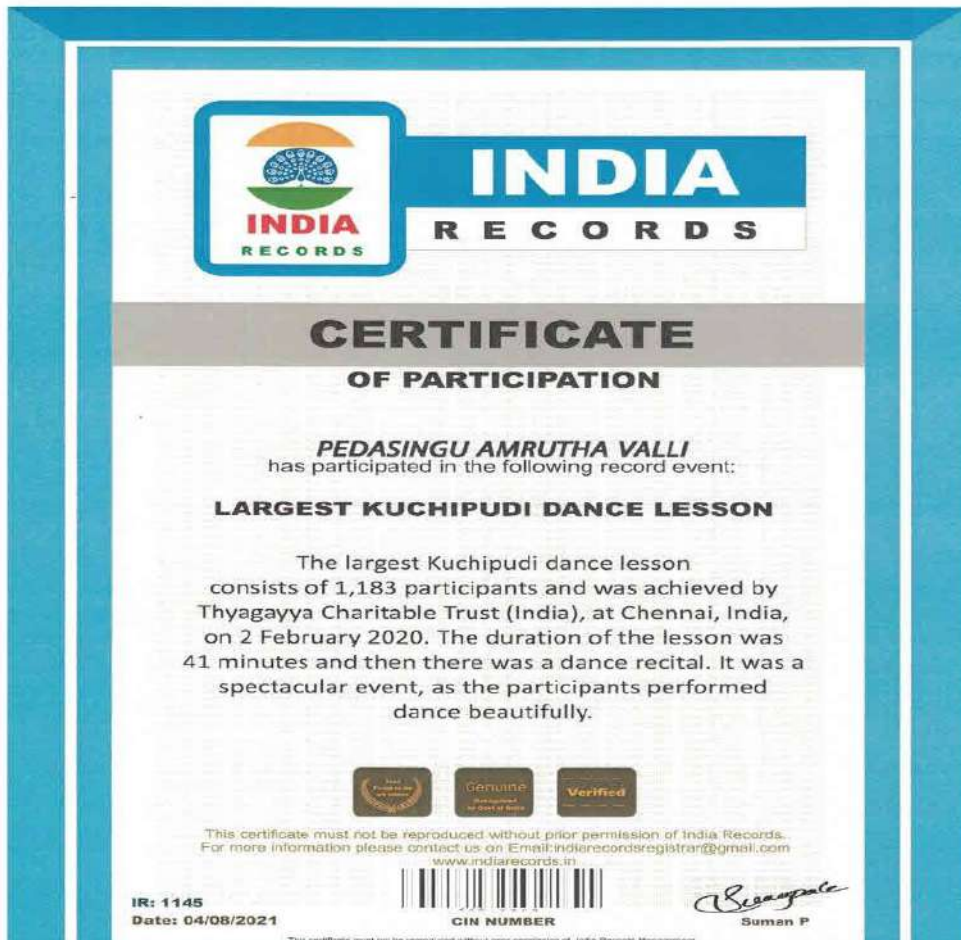 INDIA
RECORDS
INDIA
RECORDS
CERTIFICATE
OF PARTICIPATION
PEDASINGU AMRUTHA VALLI
has participated in the following record event:
LARGEST KUCHIPUDI DANCE LESSON
The largest Kuchipudi dance lesson
consists of 1,183 participants and was achieved by
Thyagayya Charitable Trust (India), at Chennai, India,
on 2 February 2020. The duration of the lesson was
41 minutes and then there was a dance recital. It was a
spectacular event, as the participants performed
dance beautifully.
Genuine
Verified
This certificate must not be reproduced without prior permission of India Records.
For more information please contact us on Email:indiarecordsregistrar@gmail.com
www.indiarecords.in
IR: 1145
Date: 04/08/2021
CIN NUMBER
Suman P